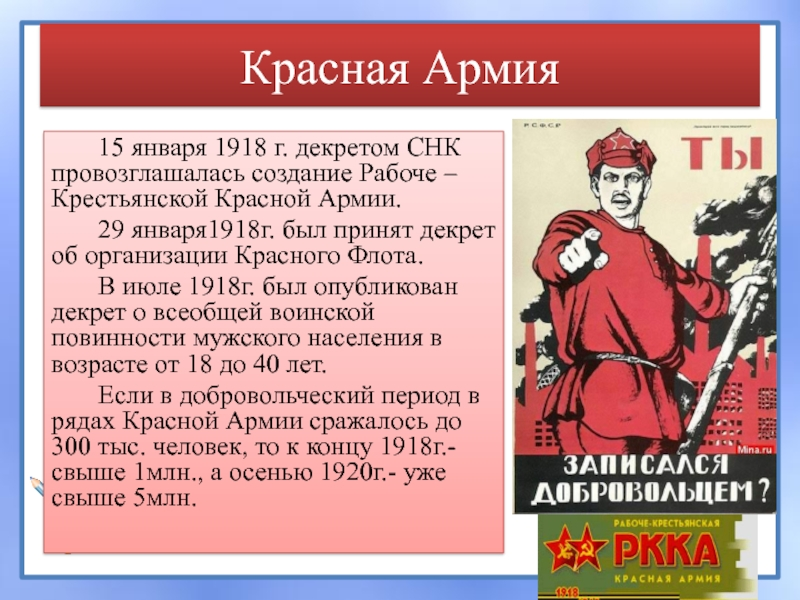 Красная Армия
15 января 1918 г. декретом СНК
провозглашалась создание Рабоче –
Крестьянской Красной Армии.
29 января1918г. был принят декрет
об организации Красного Флота.
В июле 1918г. был опубликован
декрет о всеобщей воинской
повинности мужского населения в
возрасте от 18 до 40 лет.
Если в добровольческий период в
рядах Красной Армии сражалось до
300 тыс. человек, то к концу 1918г.-
свыше 1млн., а осенью 1920г.- уже
свыше 5млн.
Р.С.Ф.С.Р
ТЫ
Mina.ru
ЗАПИСАЛСЯ
ДОБРОВОЛЬЦЕМ?
РАБОЧЕ-КРЕСТЬЯНСКАЯ
РККА
КРАСНАЯ АРМИЯ
1918